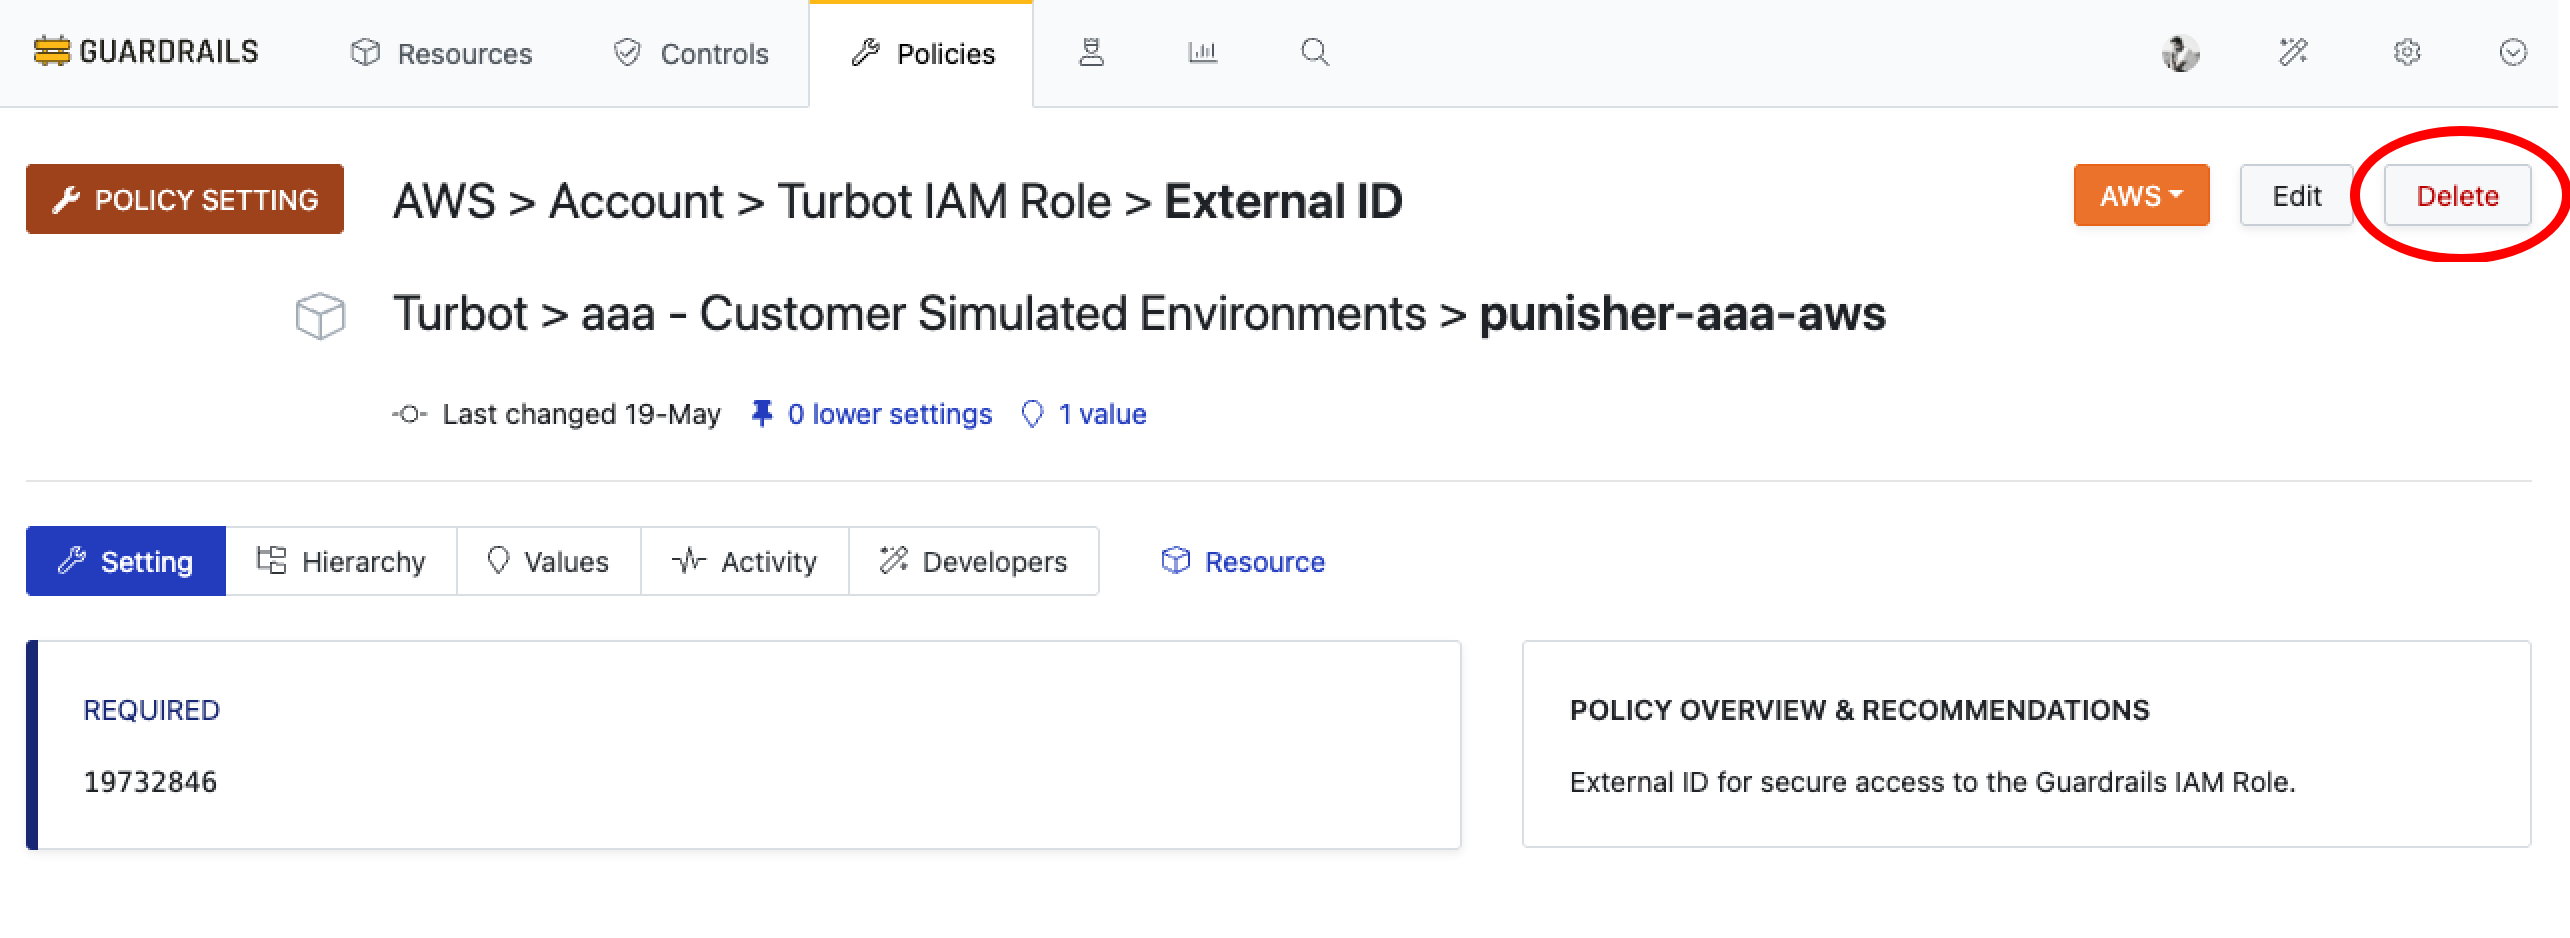 GUARDRAILS Resources Controls Policies
POLICY SETTING AWS > Account > Turbot IAM Role > External ID AWS Edit Delete
Turbot > aaa - Customer Simulated Environments > punisher-aaa-aws
Last changed 19-May 0 lower settings 1 value
Setting Hierarchy Values Activity Developers Resource
REQUIRED
19732846
POLICY OVERVIEW & RECOMMENDATIONS
External ID for secure access to the Guardrails IAM Role.